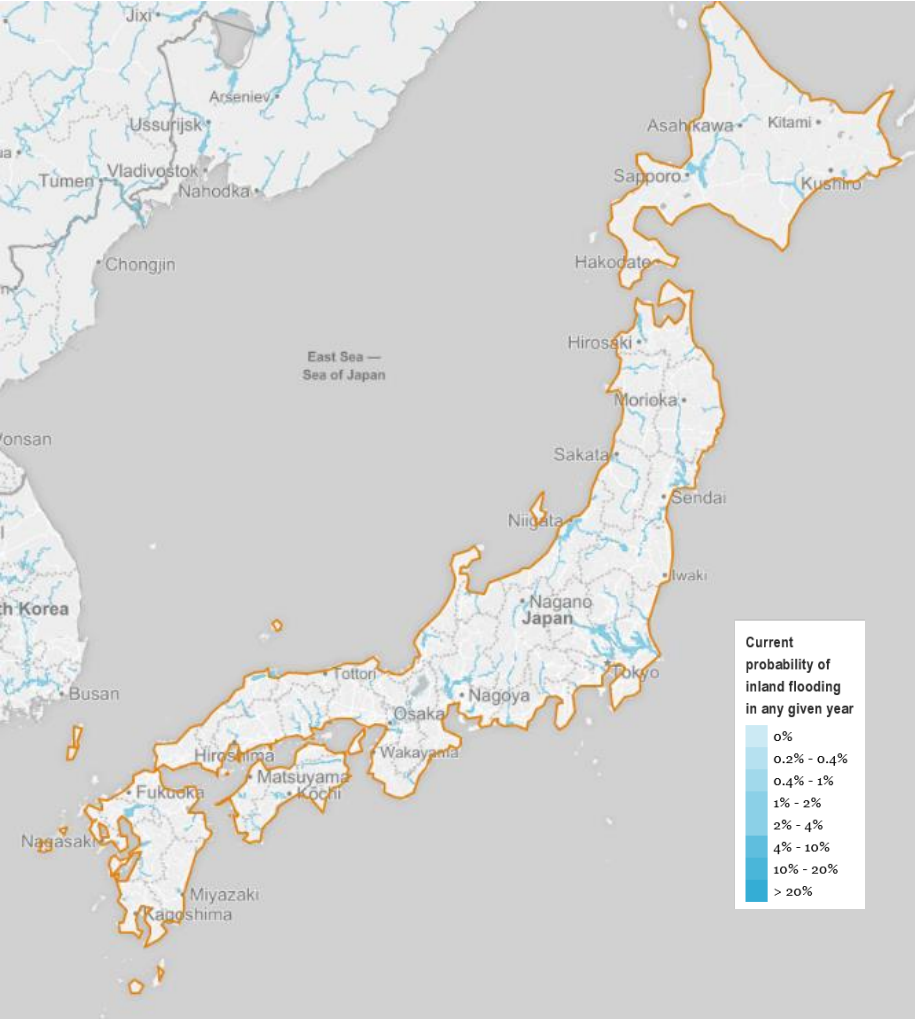 Jixi
Arseniev
Ussurijsk
Asahikawa
Kitami
ua
Vladivostok
Tumen
Nahodka
Sapporo
Kushiro
Chongjin
Hakodate
n
Hirosaki
East Sea —
Sea of Japan
Morioka
Wonsan
Sakata
Sendai
Niigata
l
Iwaki
th Korea
Nagano
Japan
Tokyo
Tottori
Busan
Nagoya
Osaka
Hiroshima
Wakayama
Matsuyama
Fukuoka
Kōchi
Nagasaki
Miyazaki
Kagoshima
Current
probability of
inland flooding
in any given year
0%
0.2% - 0.4%
0.4% - 1%
1% - 2%
2% - 4%
4% - 10%
10% - 20%
> 20%